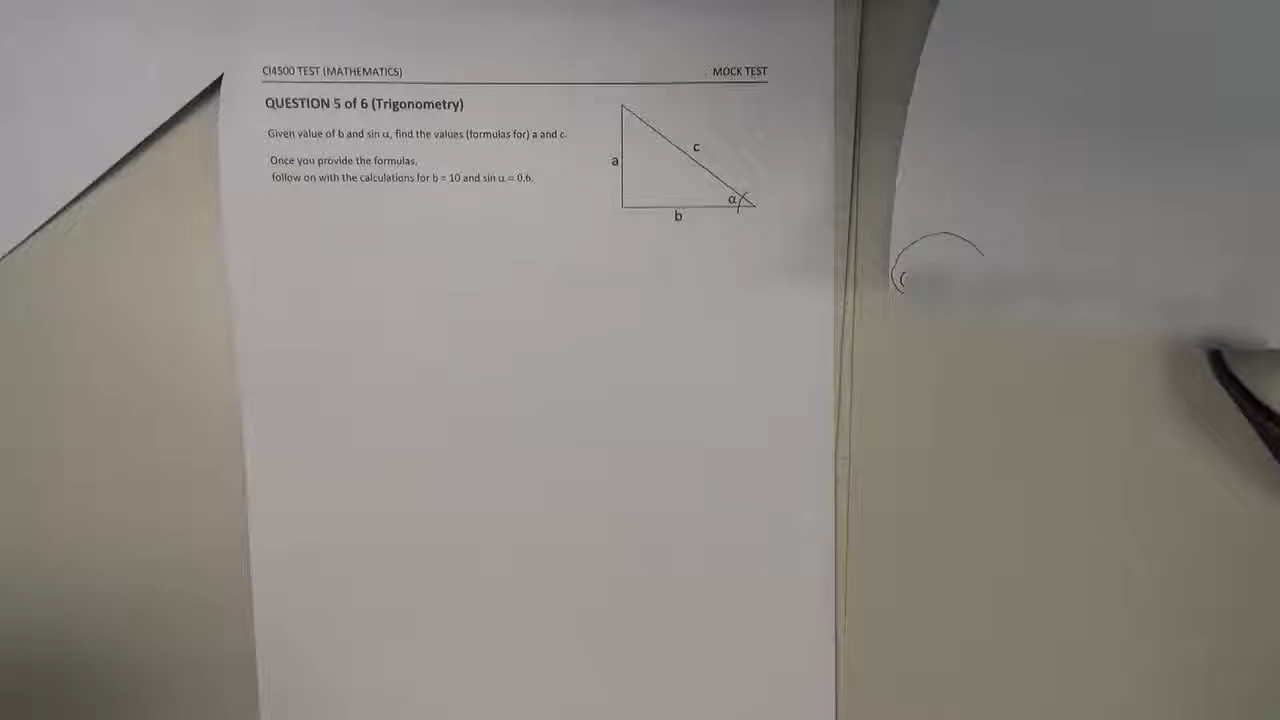 CI4500 TEST (MATHEMATICS) MOCK TEST
QUESTION 5 of 6 (Trigonometry)
Given value of b and sin α, find the values (formulas for) a and c.
Once you provide the formulas,
follow on with the calculations for b = 10 and sin α = 0.6.
c
a
α
b